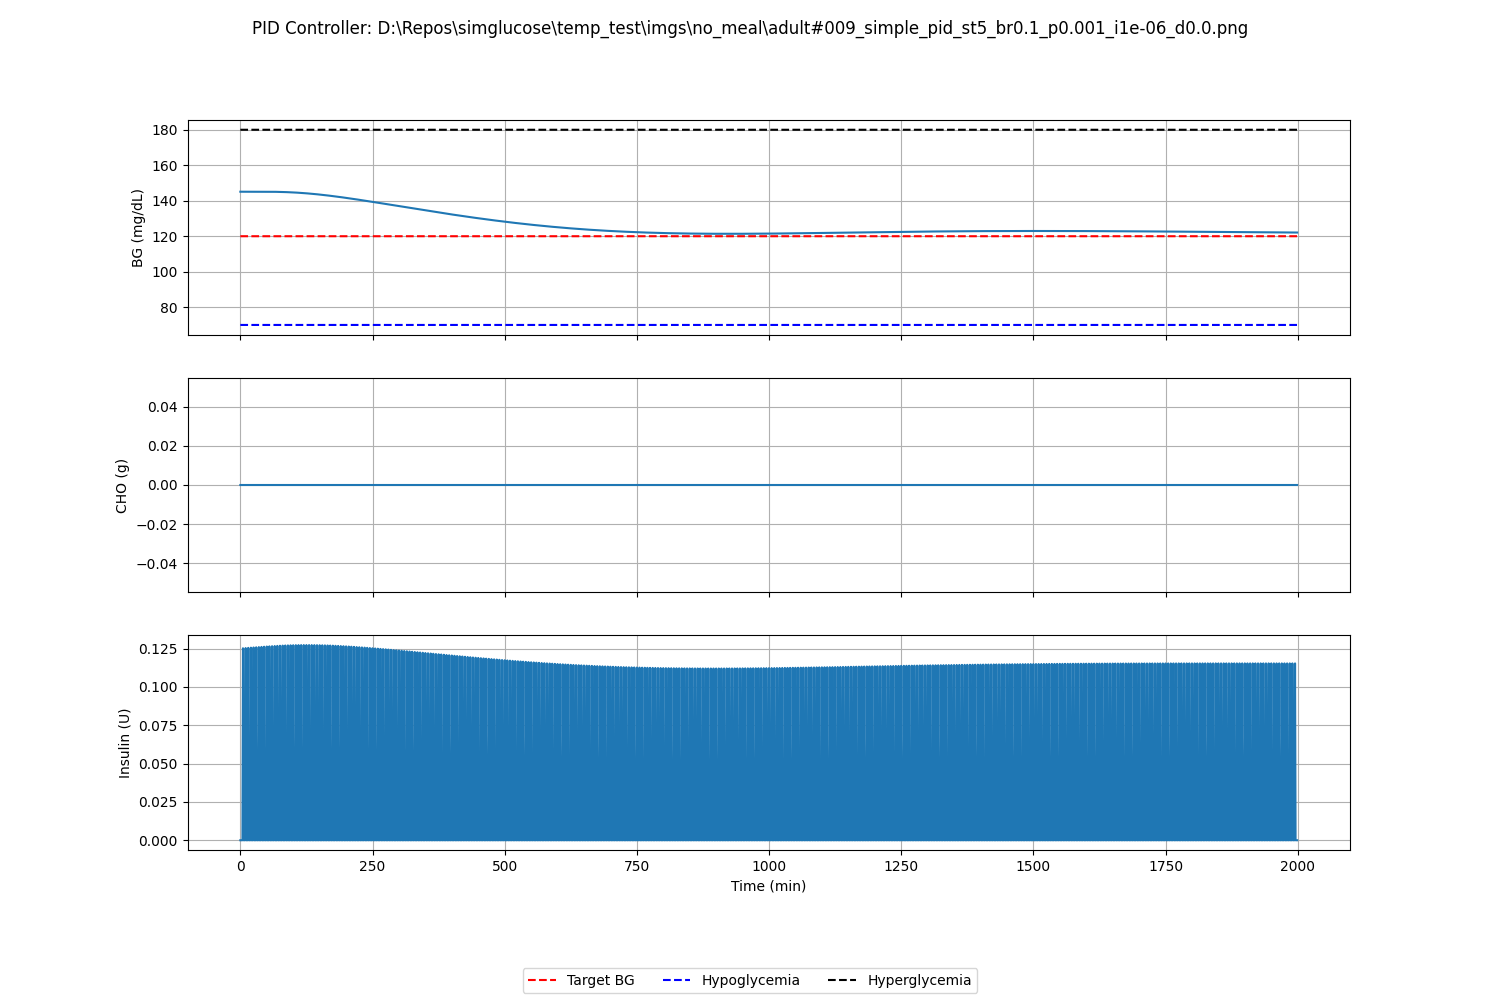 PID Controller: D:\Repos\simglucose\temp_test\imgs\no_meal\adult#009_simple_pid_st5_br0.1_p0.001_i1e-06_d0.0.png
180
160
140
120
100
80
BG (mg/dL)
0.04
0.02
0.00
−0.02
−0.04
CHO (g)
0.125
0.100
0.075
0.050
0.025
0.000
Insulin (U)
0 250 500 750 1000 1250 1500 1750 2000
Time (min)
Target BG Hypoglycemia Hyperglycemia